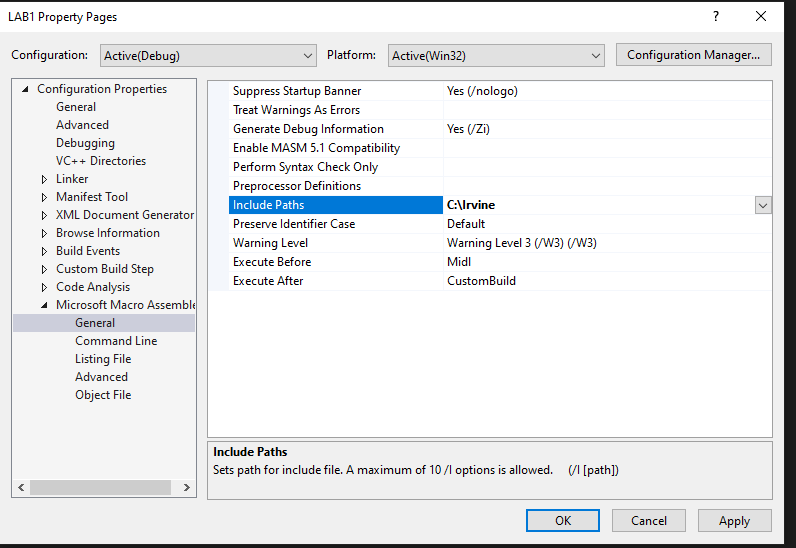 LAB1 Property Pages
?
Configuration: Active(Debug) Platform: Active(Win32) Configuration Manager...
Configuration Properties
General
Advanced
Debugging
VC++ Directories
Linker
Manifest Tool
XML Document Generator
Browse Information
Build Events
Custom Build Step
Code Analysis
Microsoft Macro Assemble
General
Command Line
Listing File
Advanced
Object File
Suppress Startup Banner Yes (/nologo)
Treat Warnings As Errors
Generate Debug Information Yes (/Zi)
Enable MASM 5.1 Compatibility
Perform Syntax Check Only
Preprocessor Definitions
Include Paths C:\Irvine
Preserve Identifier Case Default
Warning Level Warning Level 3 (/W3) (/W3)
Execute Before Midl
Execute After CustomBuild
Include Paths
Sets path for include file. A maximum of 10 /I options is allowed. (/I [path])
OK Cancel Apply